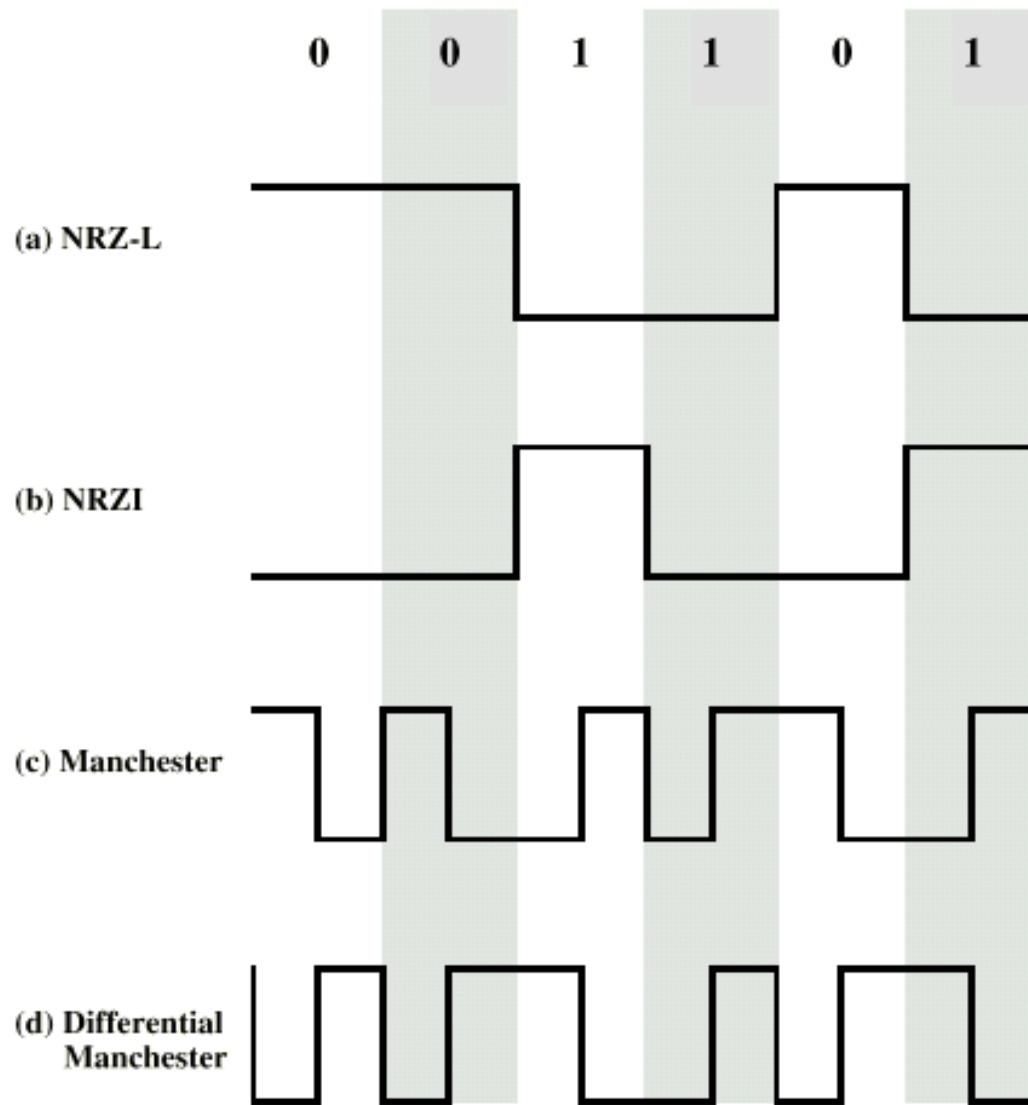 0 0 1 1 0 1
(a) NRZ-L
(b) NRZI
(c) Manchester
(d) Differential
Manchester